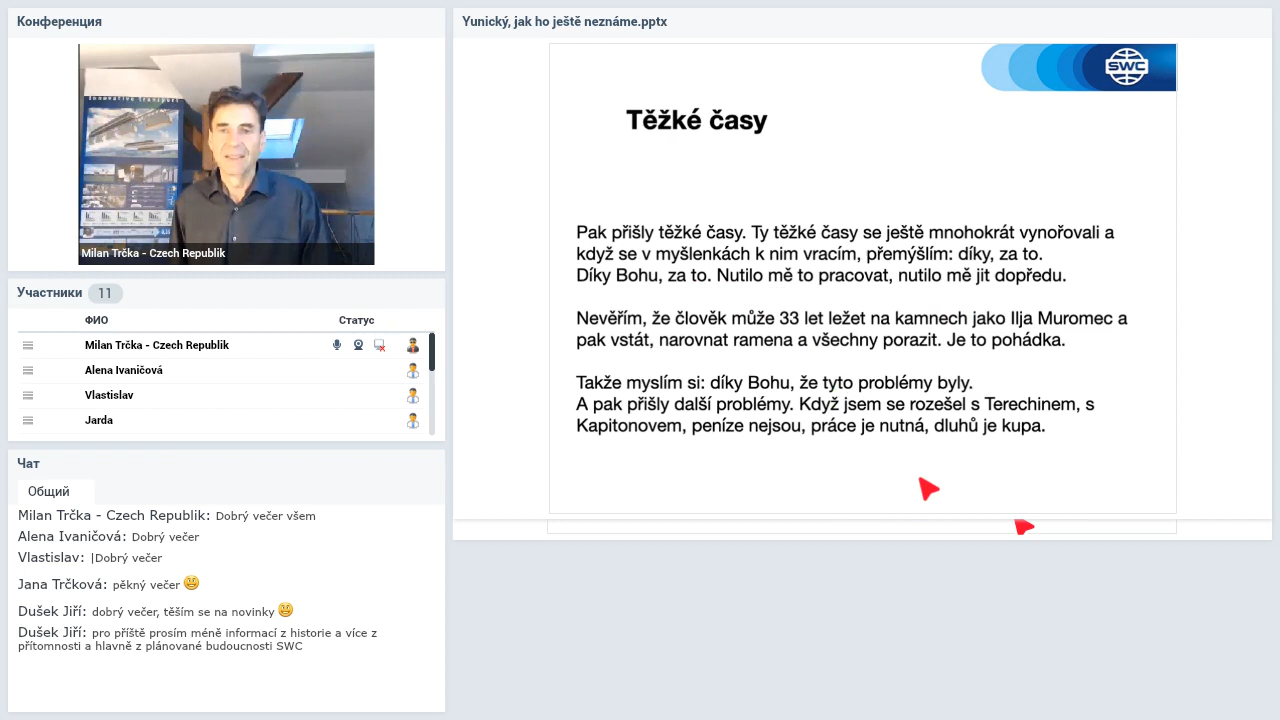 Конференция
Innovative transport
Milan Trčka - Czech Republik
Участники 11
ФИО Статус
Milan Trčka - Czech Republik
Alena Ivaničová
Vlastislav
Jarda
Чат
Общий
Milan Trčka - Czech Republik: Dobrý večer všem
Alena Ivaničová: Dobrý večer
Vlastislav: |Dobrý večer
Jana Trčková: pěkný večer
Dušek Jiří: dobrý večer, těším se na novinky
Dušek Jiří: pro příště prosím méně informací z historie a více z
přítomnosti a hlavně z plánované budoucnosti SWC
Yunický, jak ho ještě neznáme.pptx
SWC
Těžké časy
Pak přišly těžké časy. Ty těžké časy se ještě mnohokrát vynořovali a
když se v myšlenkách k nim vracím, přemýšlím: díky, za to.
Díky Bohu, za to. Nutilo mě to pracovat, nutilo mě jit dopředu.
Nevěřím, že člověk může 33 let ležet na kamnech jako Ilja Muromec a
pak vstát, narovnat ramena a všechny porazit. Je to pohádka.
Takže myslím si: díky Bohu, že tyto problémy byly.
A pak přišly další problémy. Když jsem se rozešel s Terechinem, s
Kapitonovem, peníze nejsou, práce je nutná, dluhů je kupa.